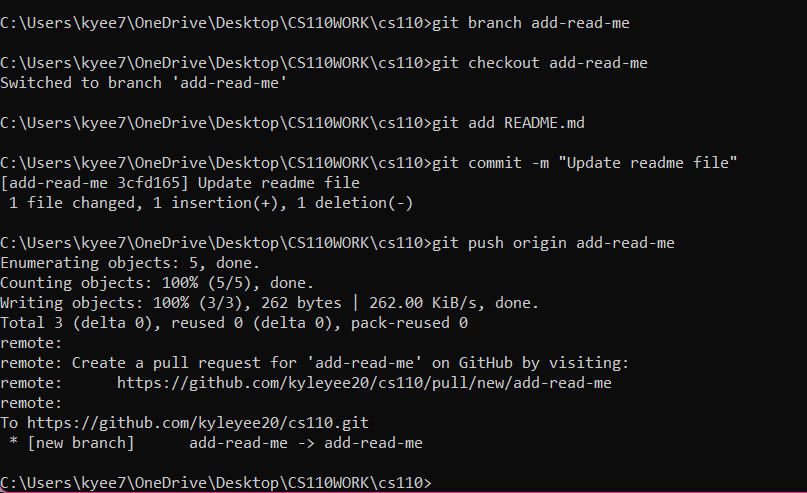 C:\Users\kyee7\OneDrive\Desktop\CS110WORK\cs110>git branch add-read-me
C:\Users\kyee7\OneDrive\Desktop\CS110WORK\cs110>git checkout add-read-me
Switched to branch 'add-read-me'
C:\Users\kyee7\OneDrive\Desktop\CS110WORK\cs110>git add README.md
C:\Users\kyee7\OneDrive\Desktop\CS110WORK\cs110>git commit -m "Update readme file"
[add-read-me 3cfd165] Update readme file
 1 file changed, 1 insertion(+), 1 deletion(-)
C:\Users\kyee7\OneDrive\Desktop\CS110WORK\cs110>git push origin add-read-me
Enumerating objects: 5, done.
Counting objects: 100% (5/5), done.
Writing objects: 100% (3/3), 262 bytes | 262.00 KiB/s, done.
Total 3 (delta 0), reused 0 (delta 0), pack-reused 0
remote:
remote: Create a pull request for 'add-read-me' on GitHub by visiting:
remote:      https://github.com/kyleyee20/cs110/pull/new/add-read-me
remote:
To https://github.com/kyleyee20/cs110.git
 * [new branch]      add-read-me -> add-read-me
C:\Users\kyee7\OneDrive\Desktop\CS110WORK\cs110>